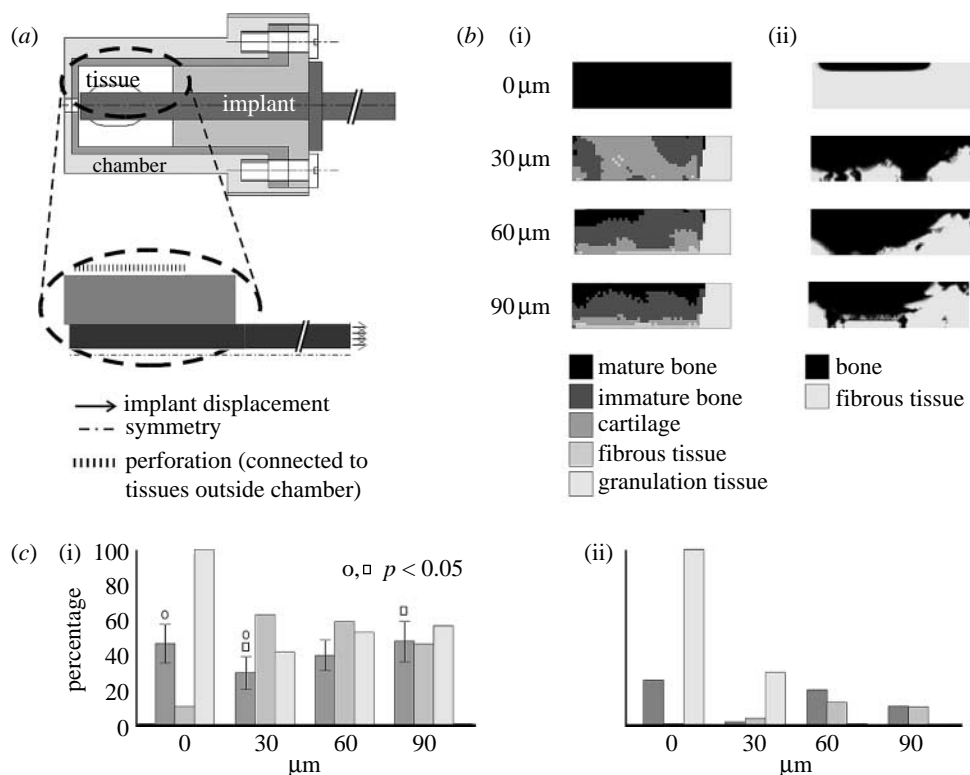 (a)
tissue
implant
chamber
implant displacement
symmetry
perforation (connected to
tissues outside chamber)
(b) (i) (ii)
0 μm
30 μm
60 μm
90 μm
mature bone
immature bone
cartilage
fibrous tissue
granulation tissue
bone
fibrous tissue
(c) (i)
percentage
100
80
60
40
20
0
o,□ p < 0.05
0 30 60 90
μm
(ii)
0 30 60 90
μm